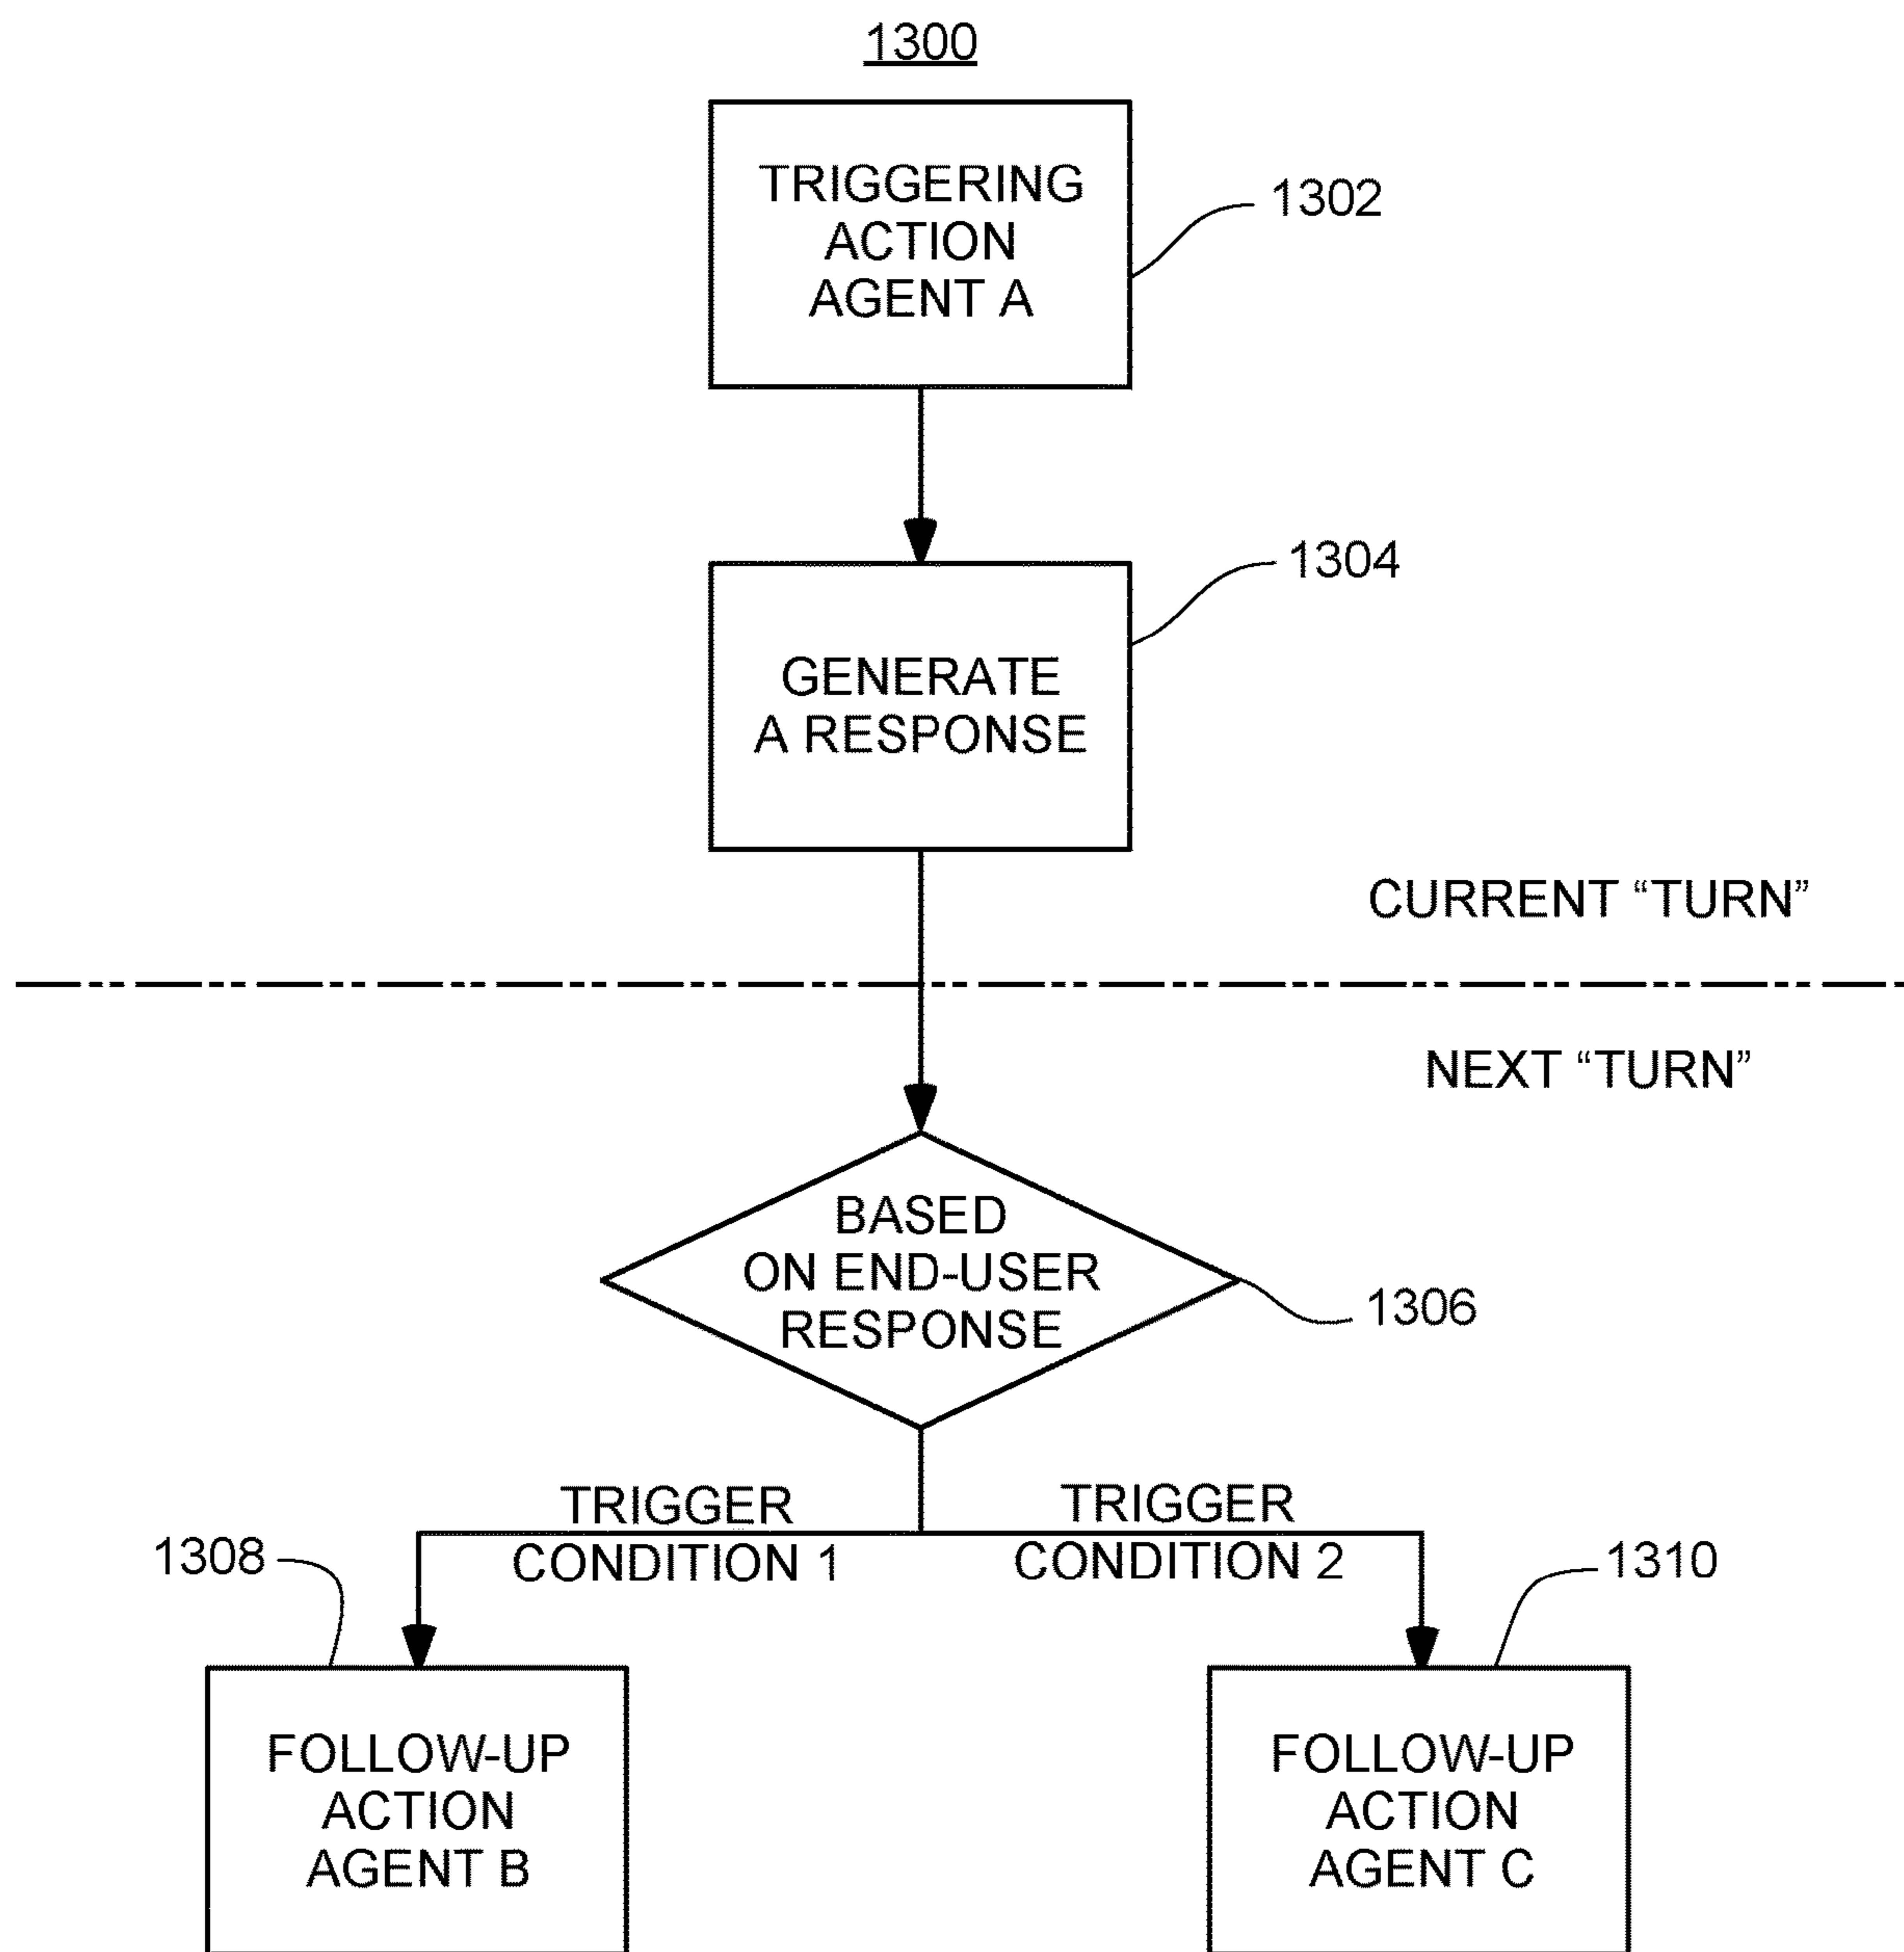 1300
TRIGGERING
ACTION
AGENT A
1302
GENERATE
A RESPONSE
1304
CURRENT “TURN”
NEXT “TURN”
BASED
ON END-USER
RESPONSE
1306
TRIGGER
CONDITION 1
TRIGGER
CONDITION 2
1308
FOLLOW-UP
ACTION
AGENT B
1310
FOLLOW-UP
ACTION
AGENT C